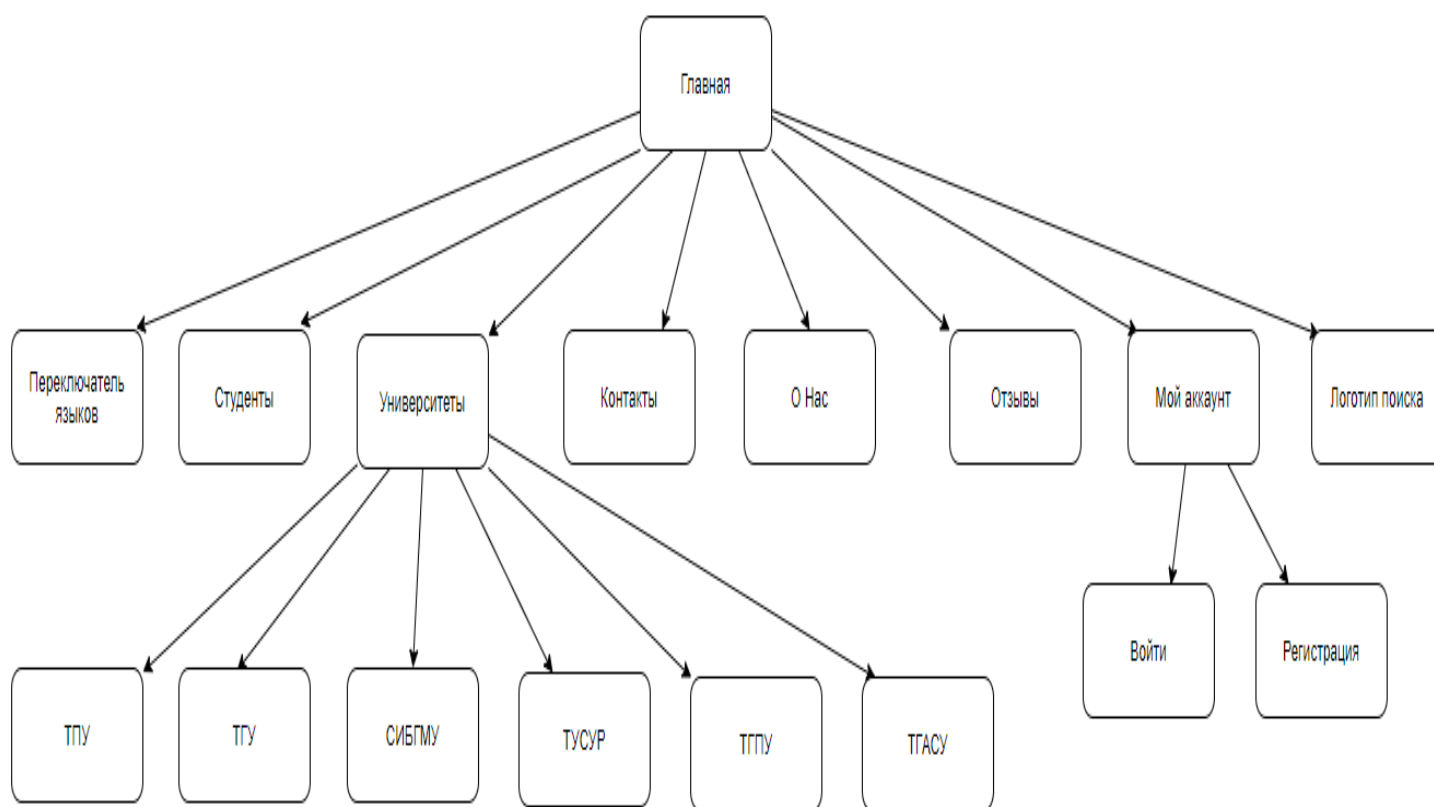 Главная
Переключатель
языков
Студенты
Университеты
Контакты
О Нас
Отзывы
Мой аккаунт
Логотип поиска
Войти
Регистрация
ТПУ
ТГУ
СИБГМУ
ТУСУР
ТГПУ
ТГАСУ